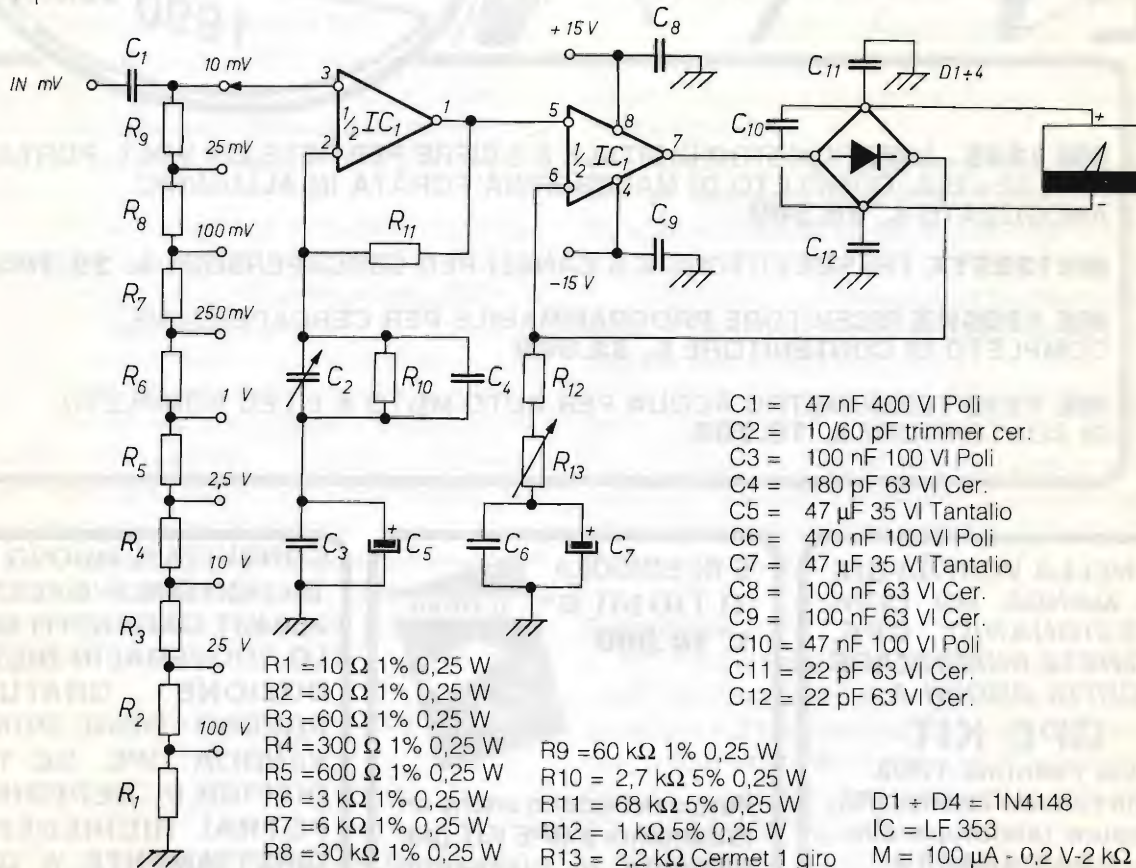 C1
IN mV
10 mV
R9
25 mV
R8
100 mV
R7
250 mV
R6
1 V
R5
2,5 V
R4
10 V
R3
25 V
R2
100 V
R1
3
2
1
1/2 IC1
R11
C2
R10
C4
C3
C5
+
+15 V
C8
5
6
8
7
4
1/2 IC1
-15 V
C9
R12
R13
C6
+
C7
C11
D1÷4
C10
C12
+
-
R1 = 10 Ω 1% 0,25 W
R2 = 30 Ω 1% 0,25 W
R3 = 60 Ω 1% 0,25 W
R4 = 300 Ω 1% 0,25 W
R5 = 600 Ω 1% 0,25 W
R6 = 3 kΩ 1% 0,25 W
R7 = 6 kΩ 1% 0,25 W
R8 = 30 kΩ 1% 0,25 W
R9 = 60 kΩ 1% 0,25 W
R10 = 2,7 kΩ 5% 0,25 W
R11 = 68 kΩ 5% 0,25 W
R12 = 1 kΩ 5% 0,25 W
R13 = 2,2 kΩ Cermet 1 giro
C1 = 47 nF 400 Vl Poli
C2 = 10/60 pF trimmer cer.
C3 = 100 nF 100 Vl Poli
C4 = 180 pF 63 Vl Cer.
C5 = 47 μF 35 Vl Tantalio
C6 = 470 nF 100 Vl Poli
C7 = 47 μF 35 Vl Tantalio
C8 = 100 nF 63 Vl Cer.
C9 = 100 nF 63 Vl Cer.
C10 = 47 nF 100 Vl Poli
C11 = 22 pF 63 Vl Cer.
C12 = 22 pF 63 Vl Cer.
D1 ÷ D4 = 1N4148
IC = LF 353
M = 100 μA - 0,2 V-2 kΩ